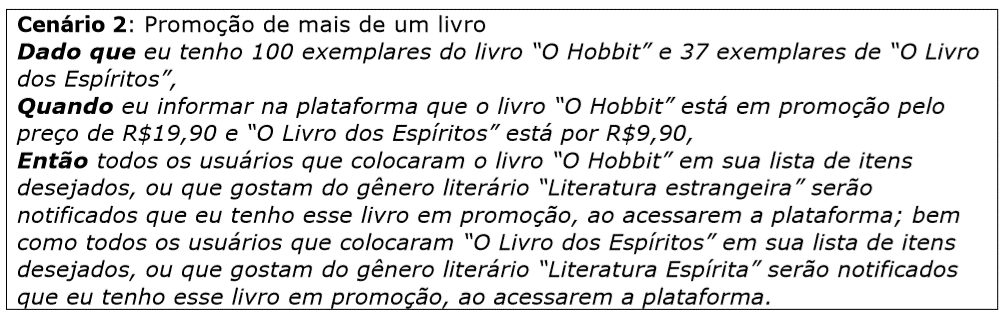 Cenário 2: Promoção de mais de um livro
Dado que eu tenho 100 exemplares do livro “O Hobbit” e 37 exemplares de “O Livro
dos Espíritos”,
Quando eu informar na plataforma que o livro “O Hobbit” está em promoção pelo
preço de R$19,90 e “O Livro dos Espíritos” está por R$9,90,
Então todos os usuários que colocaram o livro “O Hobbit” em sua lista de itens
desejados, ou que gostam do gênero literário “Literatura estrangeira” serão
notificados que eu tenho esse livro em promoção, ao acessarem a plataforma; bem
como todos os usuários que colocaram “O Livro dos Espíritos” em sua lista de itens
desejados, ou que gostam do gênero literário “Literatura Espírita” serão notificados
que eu tenho esse livro em promoção, ao acessarem a plataforma.